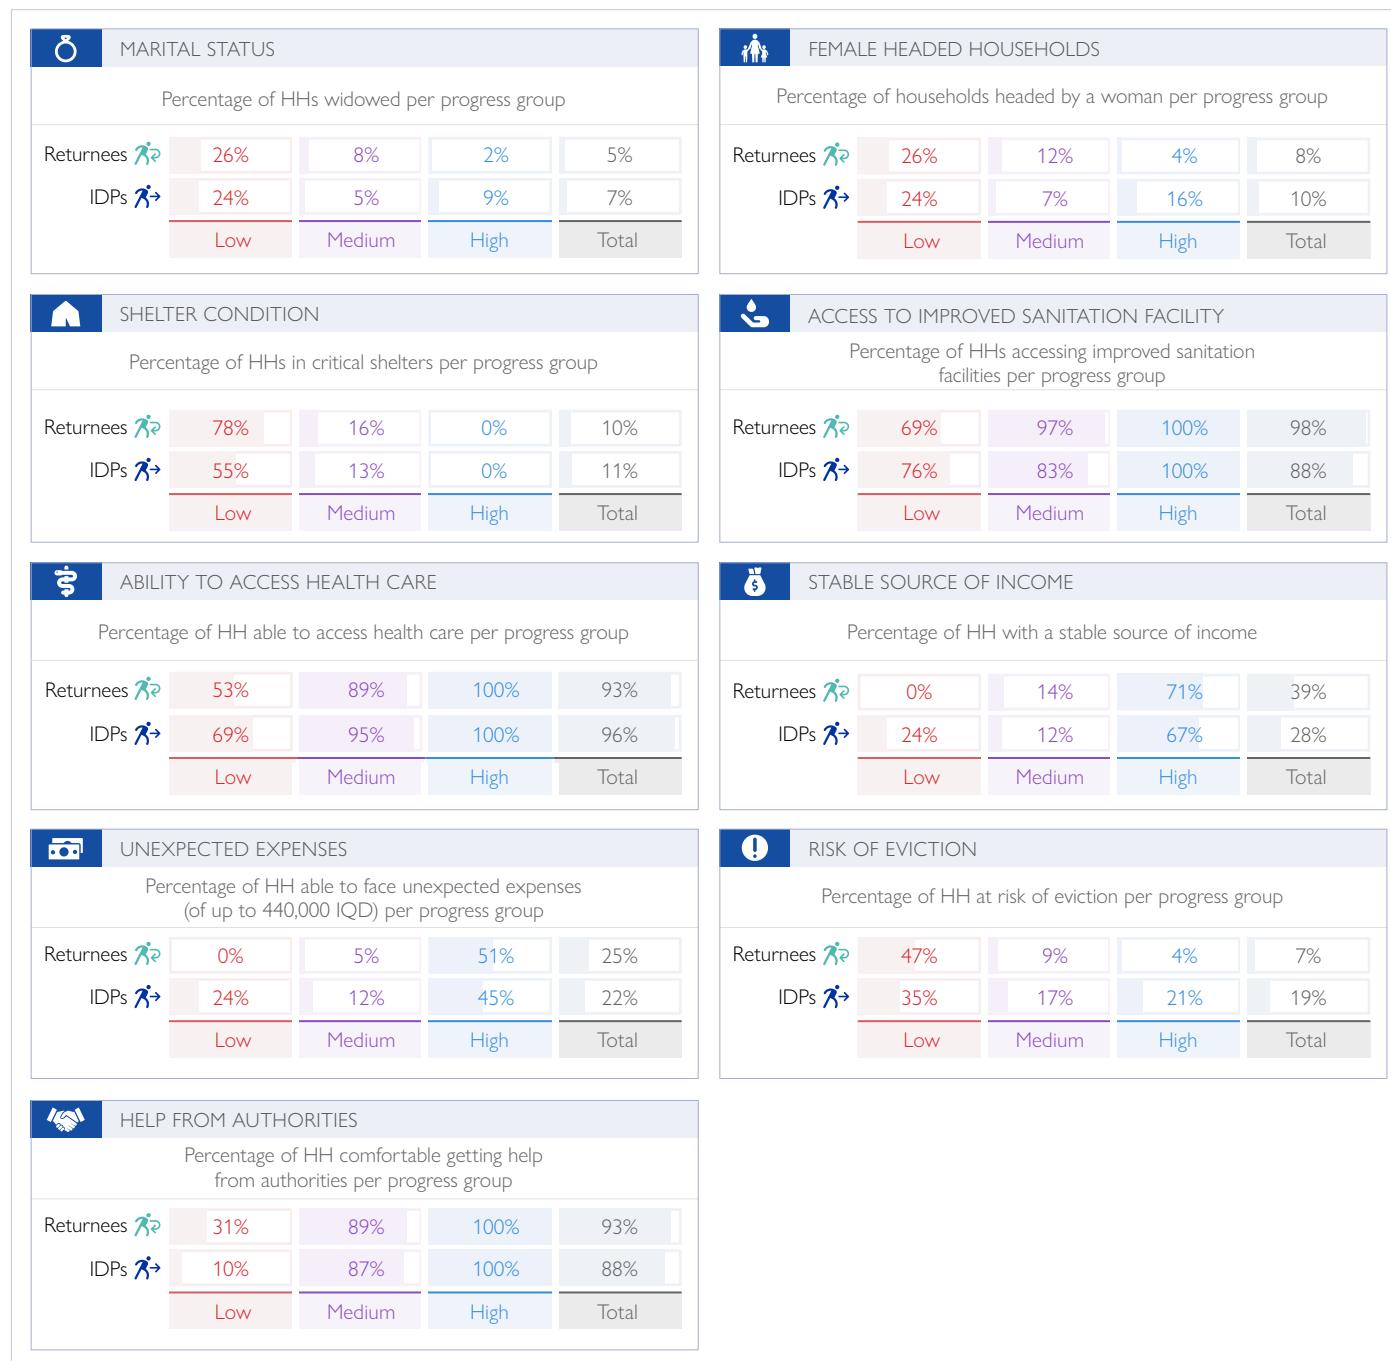 MARITAL STATUS
Percentage of HHs widowed per progress group
Returnees 26% 8% 2% 5%
IDPs 24% 5% 9% 7%
Low Medium High Total
FEMALE HEADED HOUSEHOLDS
Percentage of households headed by a woman per progress group
Returnees 26% 12% 4% 8%
IDPs 24% 7% 16% 10%
Low Medium High Total
SHELTER CONDITION
Percentage of HHs in critical shelters per progress group
Returnees 78% 16% 0% 10%
IDPs 55% 13% 0% 11%
Low Medium High Total
ACCESS TO IMPROVED SANITATION FACILITY
Percentage of HHs accessing improved sanitation
facilities per progress group
Returnees 69% 97% 100% 98%
IDPs 76% 83% 100% 88%
Low Medium High Total
ABILITY TO ACCESS HEALTH CARE
Percentage of HH able to access health care per progress group
Returnees 53% 89% 100% 93%
IDPs 69% 95% 100% 96%
Low Medium High Total
STABLE SOURCE OF INCOME
Percentage of HH with a stable source of income
Returnees 0% 14% 71% 39%
IDPs 24% 12% 67% 28%
Low Medium High Total
UNEXPECTED EXPENSES
Percentage of HH able to face unexpected expenses
(of up to 440,000 IQD) per progress group
Returnees 0% 5% 51% 25%
IDPs 24% 12% 45% 22%
Low Medium High Total
RISK OF EVICTION
Percentage of HH at risk of eviction per progress group
Returnees 47% 9% 4% 7%
IDPs 35% 17% 21% 19%
Low Medium High Total
HELP FROM AUTHORITIES
Percentage of HH comfortable getting help
from authorities per progress group
Returnees 31% 89% 100% 93%
IDPs 10% 87% 100% 88%
Low Medium High Total